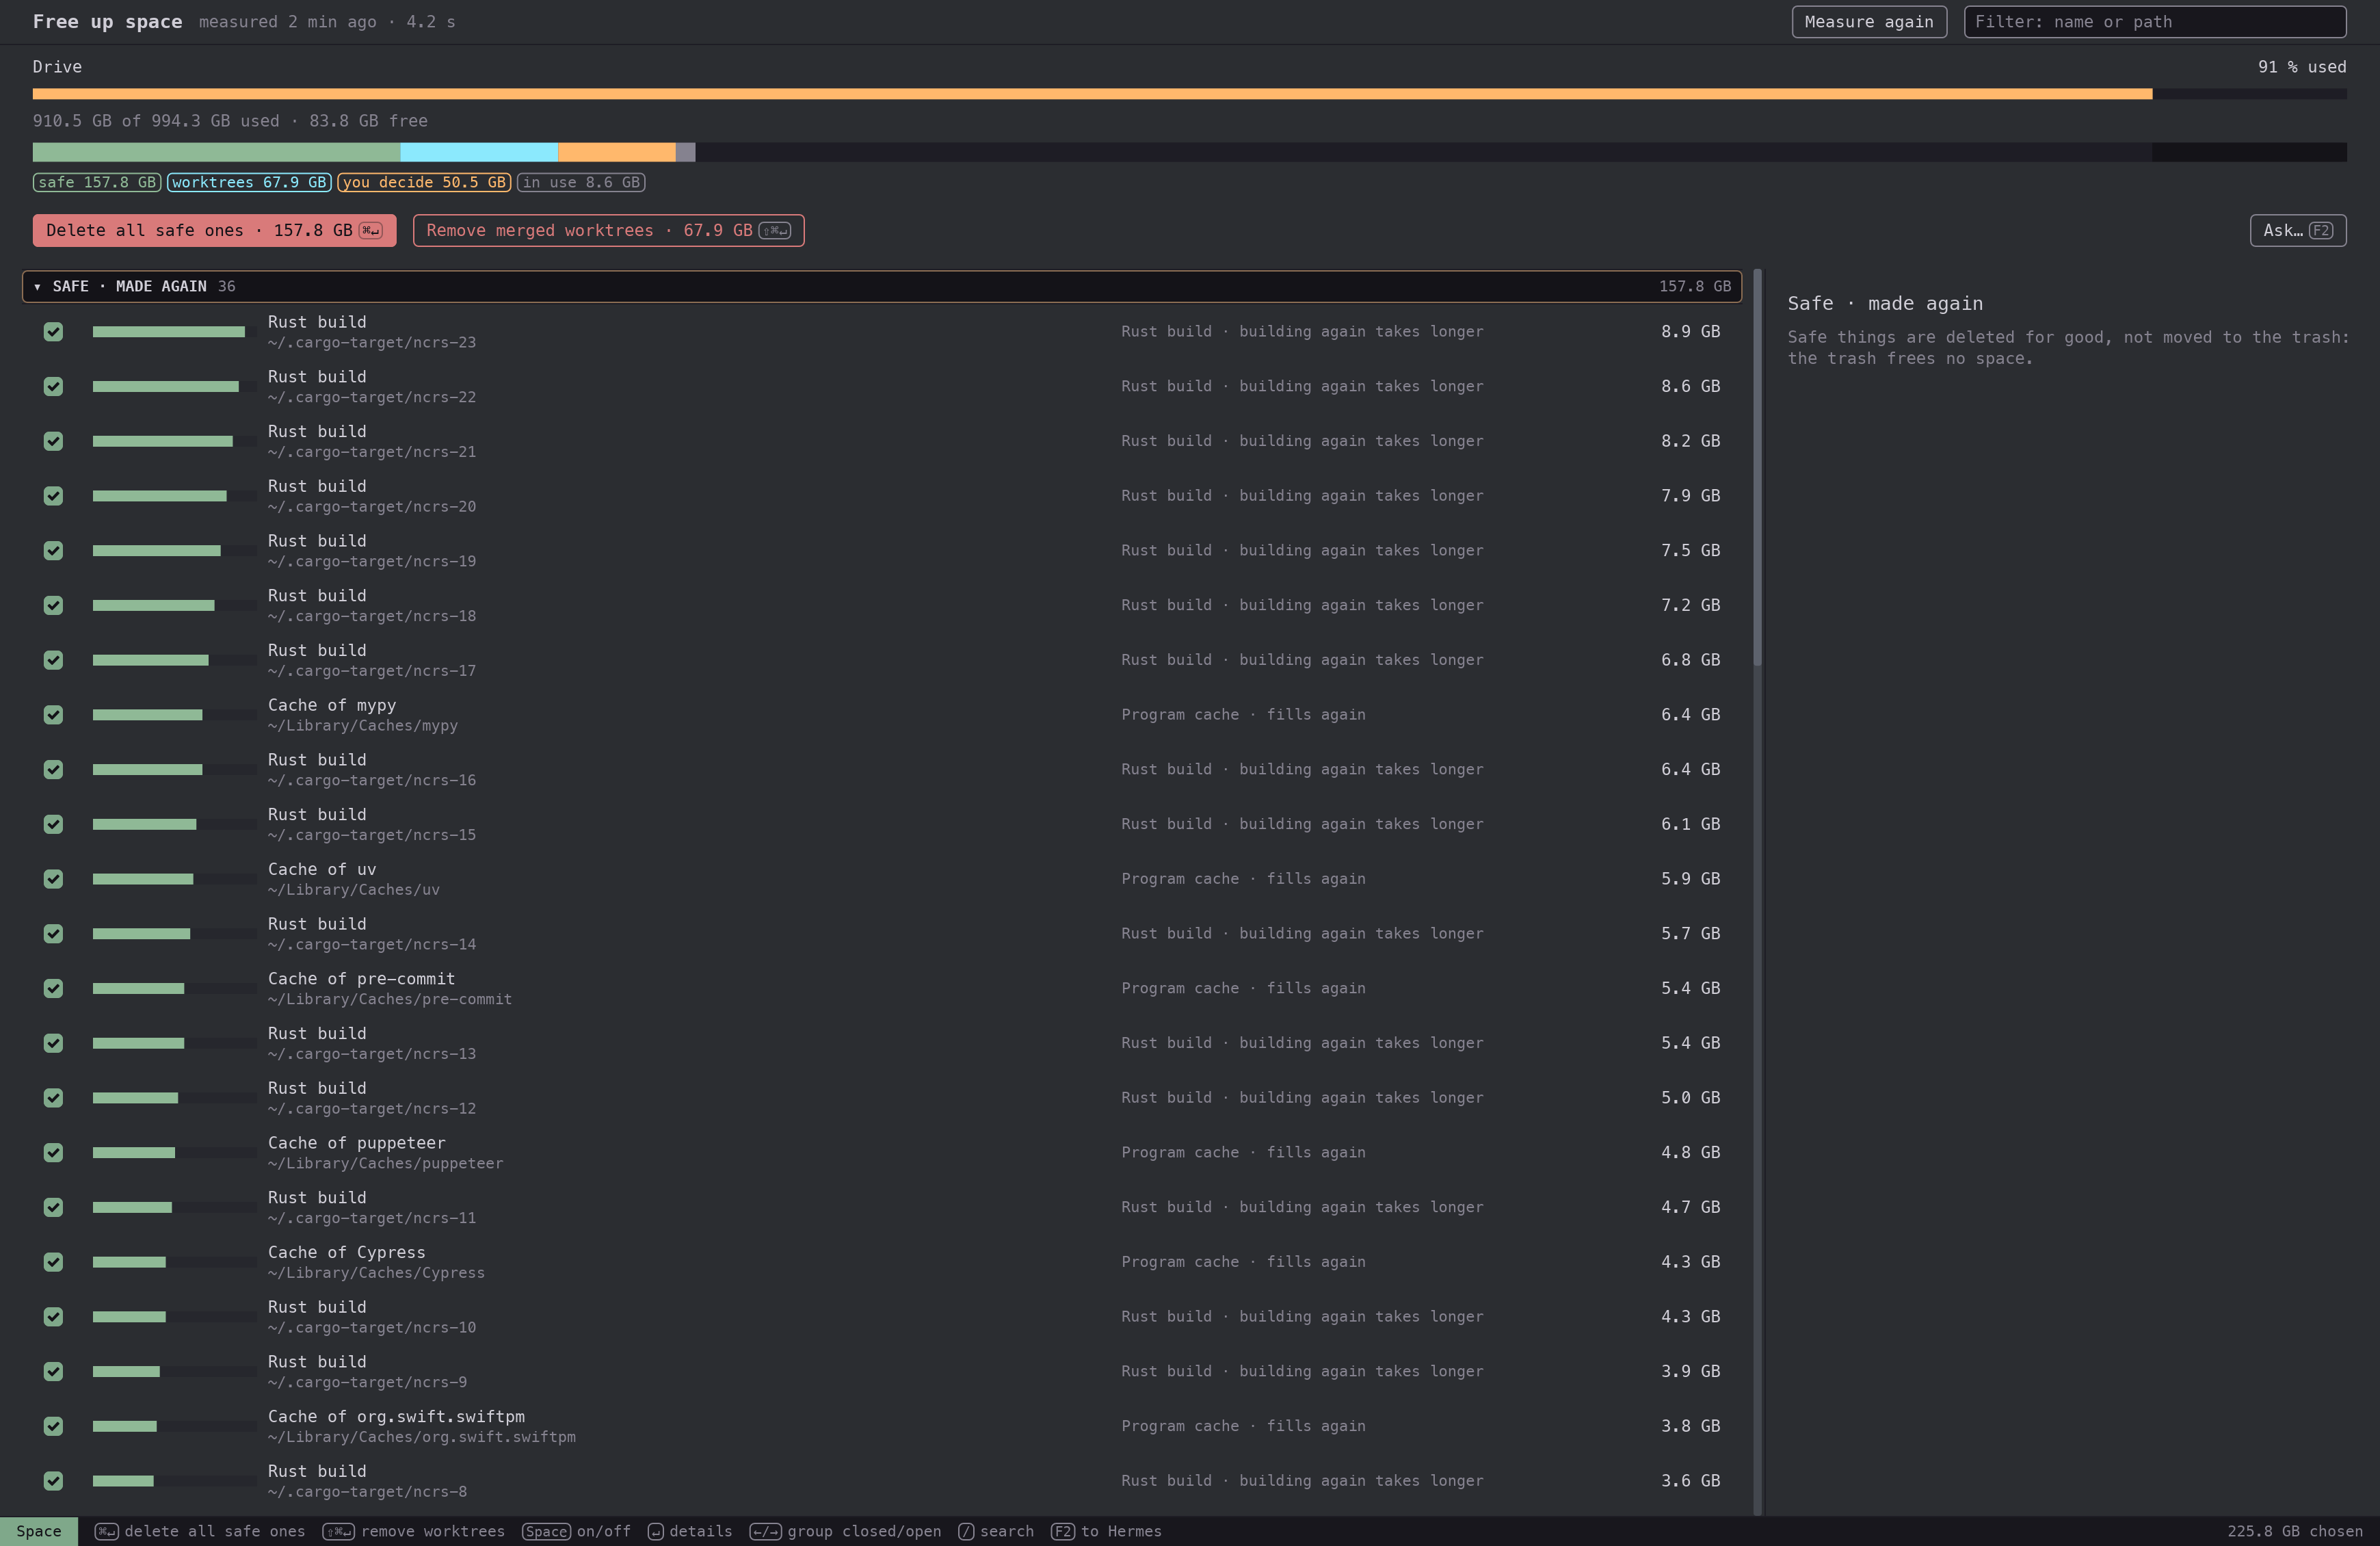 Free up space measured 2 min ago · 4.2 s Measure again Filter: name or path
Drive 91 % used
910.5 GB of 994.3 GB used · 83.8 GB free
safe 157.8 GB worktrees 67.9 GB you decide 50.5 GB in use 8.6 GB
Delete all safe ones · 157.8 GB ⌘↵ Remove merged worktrees · 67.9 GB ⇧⌘↵ Ask… F2
▾ SAFE · MADE AGAIN 36 157.8 GB
Safe · made again
Safe things are deleted for good, not moved to the trash:
the trash frees no space.
Rust build
~/.cargo-target/ncrs-23 Rust build · building again takes longer 8.9 GB
Rust build
~/.cargo-target/ncrs-22 Rust build · building again takes longer 8.6 GB
Rust build
~/.cargo-target/ncrs-21 Rust build · building again takes longer 8.2 GB
Rust build
~/.cargo-target/ncrs-20 Rust build · building again takes longer 7.9 GB
Rust build
~/.cargo-target/ncrs-19 Rust build · building again takes longer 7.5 GB
Rust build
~/.cargo-target/ncrs-18 Rust build · building again takes longer 7.2 GB
Rust build
~/.cargo-target/ncrs-17 Rust build · building again takes longer 6.8 GB
Cache of mypy
~/Library/Caches/mypy Program cache · fills again 6.4 GB
Rust build
~/.cargo-target/ncrs-16 Rust build · building again takes longer 6.4 GB
Rust build
~/.cargo-target/ncrs-15 Rust build · building again takes longer 6.1 GB
Cache of uv
~/Library/Caches/uv Program cache · fills again 5.9 GB
Rust build
~/.cargo-target/ncrs-14 Rust build · building again takes longer 5.7 GB
Cache of pre-commit
~/Library/Caches/pre-commit Program cache · fills again 5.4 GB
Rust build
~/.cargo-target/ncrs-13 Rust build · building again takes longer 5.4 GB
Rust build
~/.cargo-target/ncrs-12 Rust build · building again takes longer 5.0 GB
Cache of puppeteer
~/Library/Caches/puppeteer Program cache · fills again 4.8 GB
Rust build
~/.cargo-target/ncrs-11 Rust build · building again takes longer 4.7 GB
Cache of Cypress
~/Library/Caches/Cypress Program cache · fills again 4.3 GB
Rust build
~/.cargo-target/ncrs-10 Rust build · building again takes longer 4.3 GB
Rust build
~/.cargo-target/ncrs-9 Rust build · building again takes longer 3.9 GB
Cache of org.swift.swiftpm
~/Library/Caches/org.swift.swiftpm Program cache · fills again 3.8 GB
Rust build
~/.cargo-target/ncrs-8 Rust build · building again takes longer 3.6 GB
Space ⌘↵ delete all safe ones ⇧⌘↵ remove worktrees Space on/off ↵ details ←/→ group closed/open / search F2 to Hermes 225.8 GB chosen